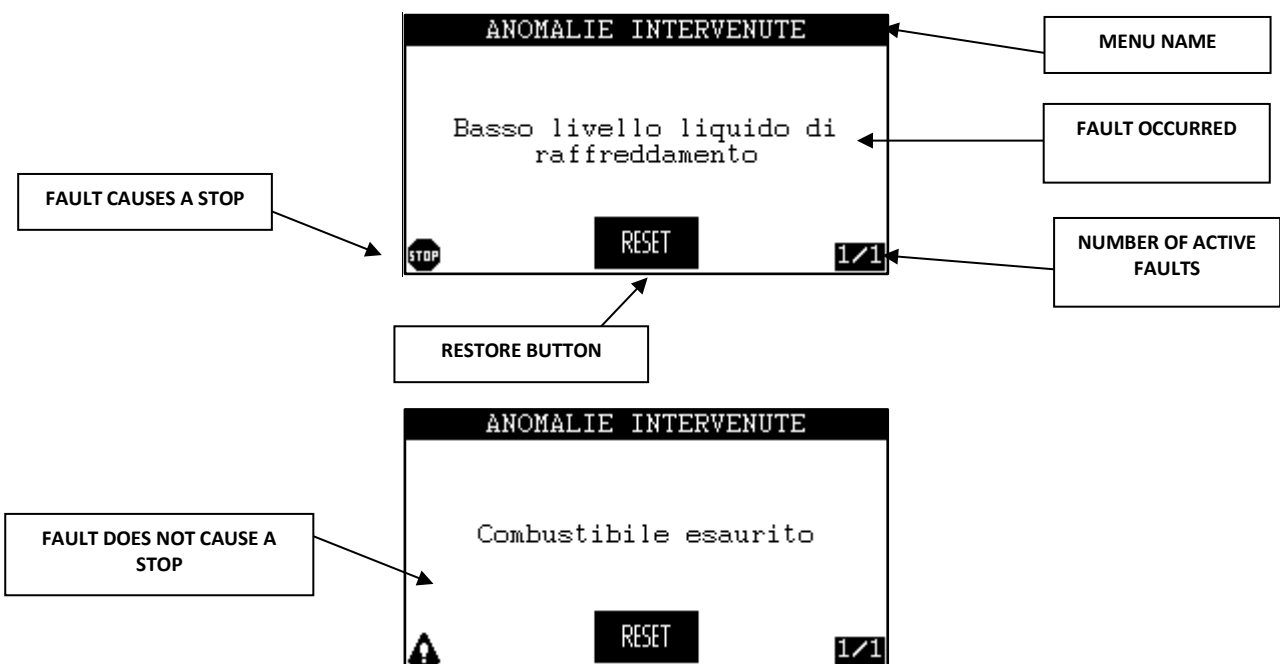 ANOMALIE INTERVENUTE
MENU NAME
Basso livello liquido di
raffreddamento
FAULT OCCURRED
FAULT CAUSES A STOP
STOP
RESET
1/1
NUMBER OF ACTIVE
FAULTS
RESTORE BUTTON
ANOMALIE INTERVENUTE
Combustibile esaurito
FAULT DOES NOT CAUSE A
STOP
RESET
1/1